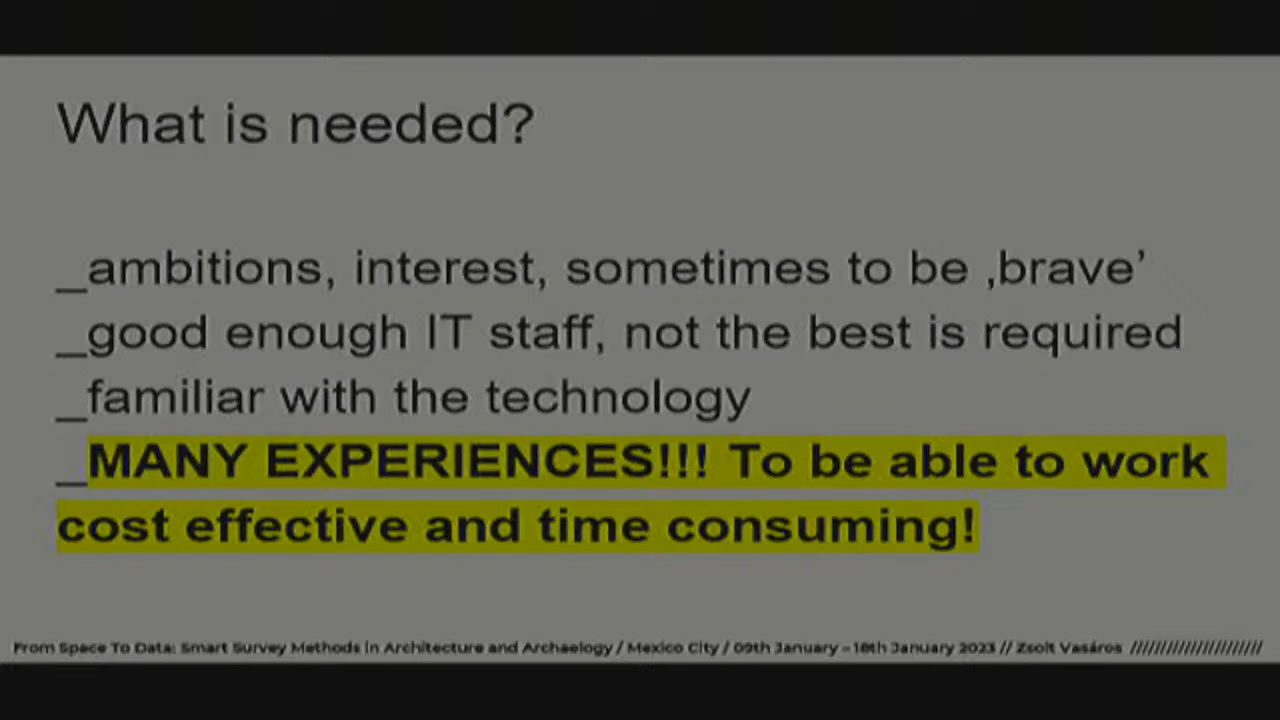 What is needed?
_ambitions, interest, sometimes to be ‚brave’
_good enough IT staff, not the best is required
_familiar with the technology
_MANY EXPERIENCES!!! To be able to work
cost effective and time consuming!
From Space To Data: Smart Survey Methods in Architecture and Archaelogy / Mexico City / 09th January – 18th January 2023 // Zsolt Vasáros ///////////////////////